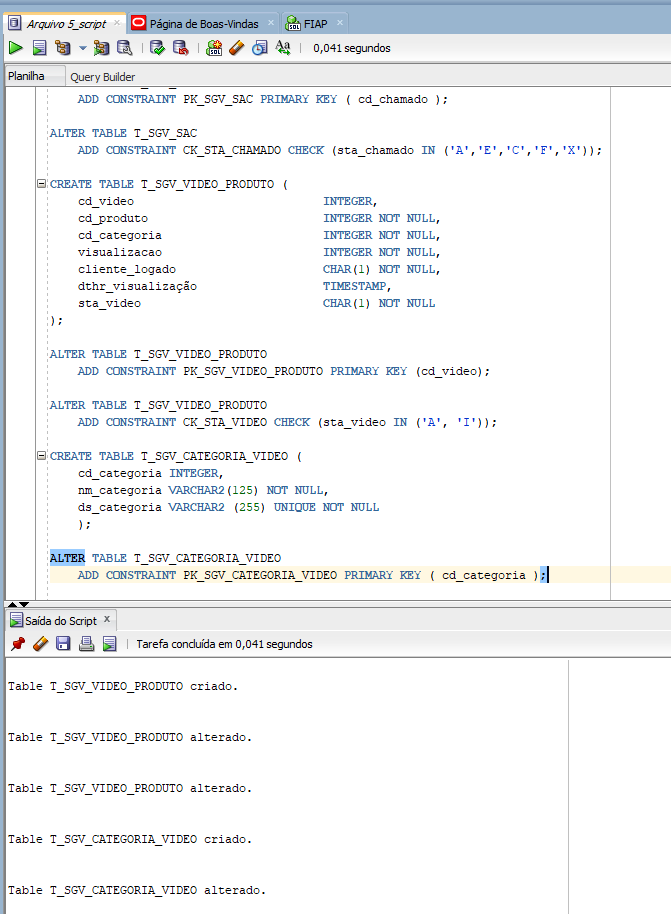 Arquivo 5_script
Página de Boas-Vindas
FIAP
0,041 segundos
Planilha
Query Builder
ADD CONSTRAINT PK_SGV_SAC PRIMARY KEY ( cd_chamado );
ALTER TABLE T_SGV_SAC
ADD CONSTRAINT CK_STA_CHAMADO CHECK (sta_chamado IN ('A','E','C','F','X'));
CREATE TABLE T_SGV_VIDEO_PRODUTO (
cd_video INTEGER,
cd_produto INTEGER NOT NULL,
cd_categoria INTEGER NOT NULL,
visualizacao INTEGER NOT NULL,
cliente_logado CHAR(1) NOT NULL,
dthr_visualização TIMESTAMP,
sta_video CHAR(1) NOT NULL
);
ALTER TABLE T_SGV_VIDEO_PRODUTO
ADD CONSTRAINT PK_SGV_VIDEO_PRODUTO PRIMARY KEY (cd_video);
ALTER TABLE T_SGV_VIDEO_PRODUTO
ADD CONSTRAINT CK_STA_VIDEO CHECK (sta_video IN ('A', 'I'));
CREATE TABLE T_SGV_CATEGORIA_VIDEO (
cd_categoria INTEGER,
nm_categoria VARCHAR2(125) NOT NULL,
ds_categoria VARCHAR2 (255) UNIQUE NOT NULL
);
ALTER TABLE T_SGV_CATEGORIA_VIDEO
ADD CONSTRAINT PK_SGV_CATEGORIA_VIDEO PRIMARY KEY ( cd_categoria );
Saída do Script x
Tarefa concluída em 0,041 segundos
Table T_SGV_VIDEO_PRODUTO criado.
Table T_SGV_VIDEO_PRODUTO alterado.
Table T_SGV_VIDEO_PRODUTO alterado.
Table T_SGV_CATEGORIA_VIDEO criado.
Table T_SGV_CATEGORIA_VIDEO alterado.